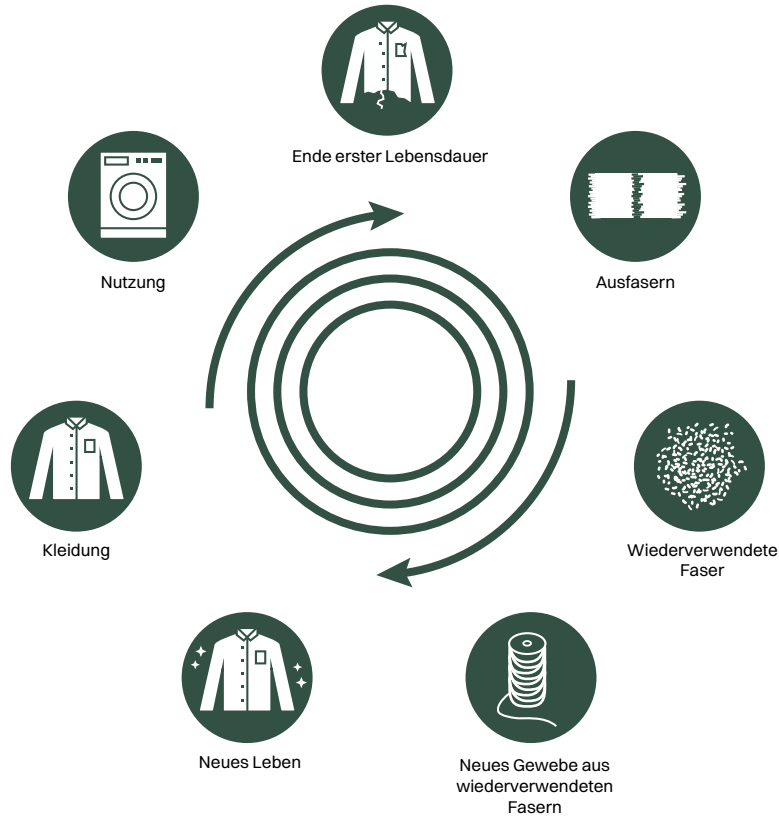 Ende erster Lebensdauer
Nutzung
Ausfasern
Kleidung
Wiederverwendete
Faser
Neues Leben
Neues Gewebe aus
wiederverwendeten
Fasern